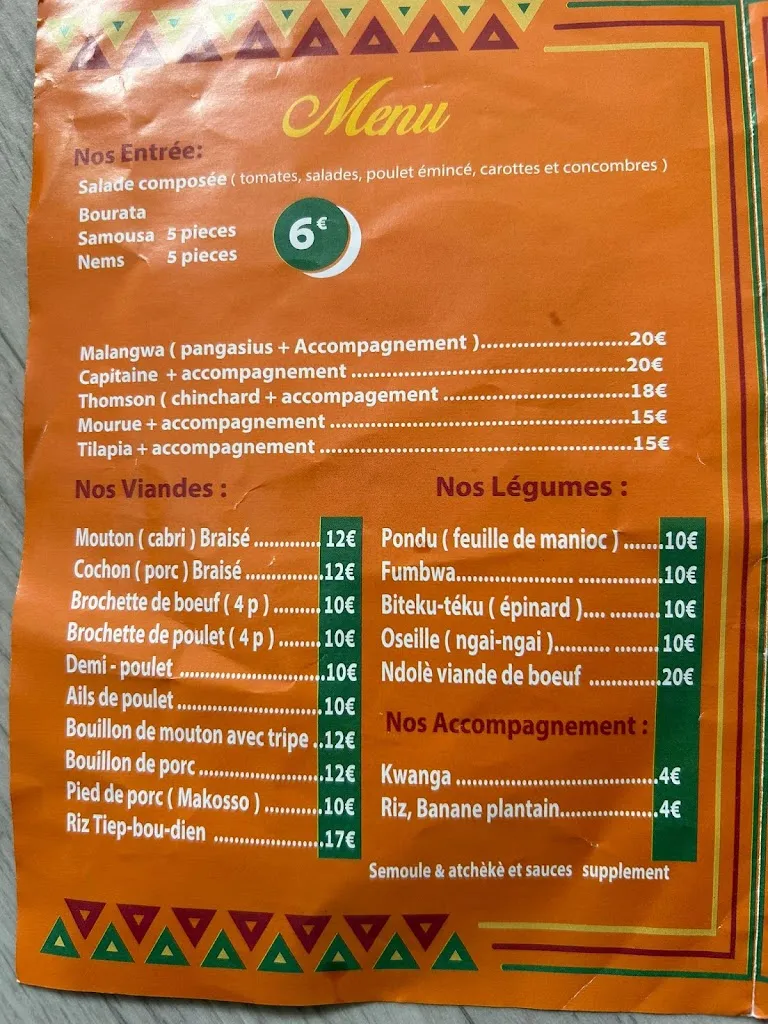 Menu
Nos Entrée:
Salade composée ( tomates, salades, poulet émincé, carottes et concombres )
Bourata
Samousa 5 pieces
Nems 5 pieces
6€
Malangwa ( pangasius + Accompagnement )..............................20€
Capitaine + accompagnement ..................................................20€
Thomson ( chinchard + accompagement ..................................18€
Mourue + accompagnement ......................................................15€
Tilapia + accompagnement ........................................................15€
Nos Viandes :
Mouton ( cabri ) Braisé ............. 12€
Cochon ( porc ) Braisé ...............12€
Brochette de boeuf ( 4 p ) ......... 10€
Brochette de poulet ( 4 p ) ........ 10€
Demi - poulet .............................10€
Ails de poulet .............................10€
Bouillon de mouton avec tripe ..12€
Bouillon de porc .........................12€
Pied de porc ( Makosso ) ............10€
Riz Tiep-bou-dien ......................17€
Nos Légumes :
Pondu ( feuille de manioc ) .......10€
Fumbwa....................... ................10€
Biteku-téku ( épinard ).... .........10€
Oseille ( ngai-ngai ).......... ........10€
Ndolè viande de boeuf .............20€
Nos Accompagnement :
Kwanga .......................................4€
Riz, Banane plantain..................4€
Semoule & atchèkè et sauces supplement